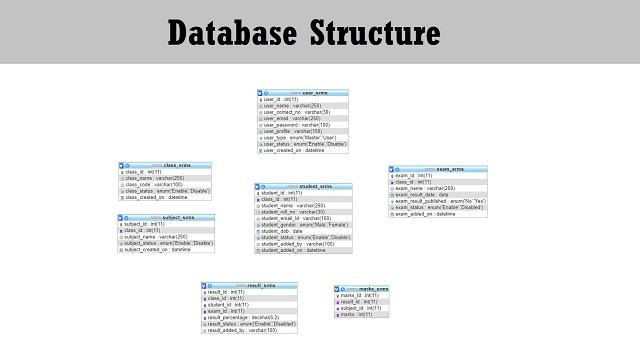 Database Structure
user_srms
user_id : int(11)
user_name : varchar(250)
user_contact_no : varchar(30)
user_email : varchar(250)
user_password : varchar(100)
user_profile : varchar(150)
user_type : enum('Master','User')
user_status : enum('Enable','Disable')
user_created_on : datetime
class_srms
class_id : int(11)
class_name : varchar(250)
class_code : varchar(100)
class_status : enum('Enable','Disable')
class_created_on : datetime
exam_srms
exam_id : int(11)
class_id : int(11)
exam_name : varchar(250)
exam_result_date : date
exam_result_published : enum('No','Yes')
exam_status : enum('Enable','Disabled')
exam_added_on : datetime
student_srms
student_id : int(11)
class_id : int(11)
student_name : varchar(250)
student_roll_no : varchar(30)
student_email_id : varchar(150)
student_gender : enum('Male','Female')
student_dob : date
student_status : enum('Enable','Disable')
student_added_by : varchar(100)
student_added_on : datetime
subject_srms
subject_id : int(11)
class_id : int(11)
subject_name : varchar(250)
subject_status : enum('Enable','Disable')
subject_created_on : datetime
result_srms
result_id : int(11)
class_id : int(11)
student_id : int(11)
exam_id : int(11)
result_percentage : decimal(5,2)
result_status : enum('Enable','Disabled')
result_added_by : varchar(100)
marks_srms
marks_id : int(11)
result_id : int(11)
subject_id : int(11)
marks : int(11)